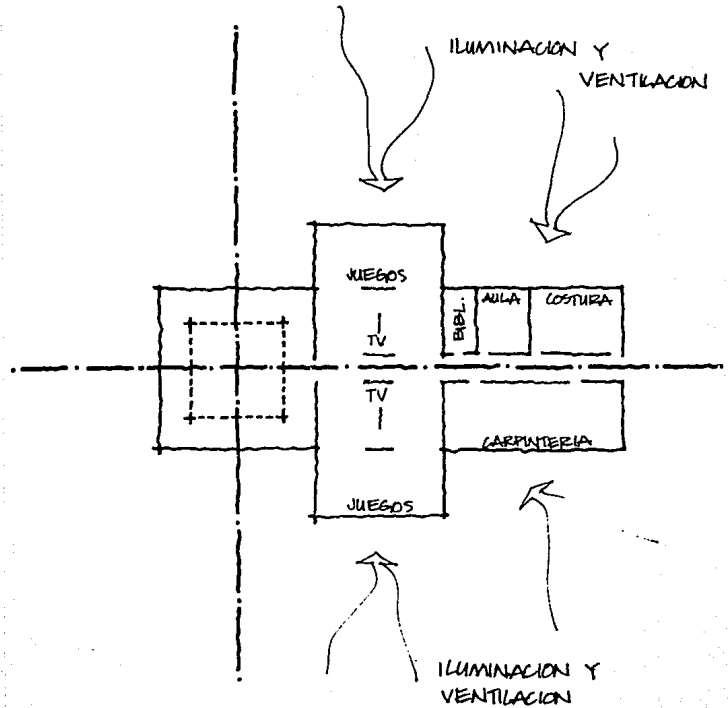 ILUMINACION Y
VENTILACION
JUEGOS
BIBL.
AULA
COSTURA
TV
TV
CARPINTERIA
JUEGOS
ILUMINACION Y
VENTILACION